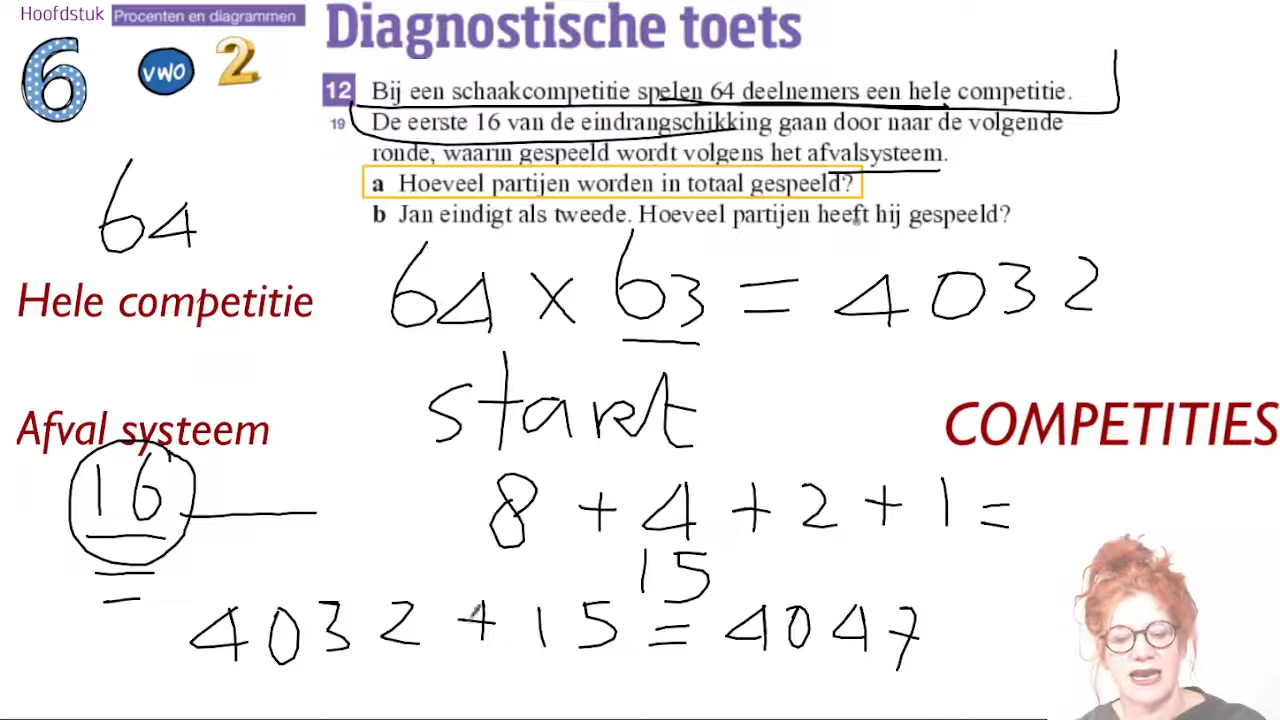 Hoofdstuk Procenten en diagrammen
6 VWO 2
Diagnostische toets
12 Bij een schaakcompetitie spelen 64 deelnemers een hele competitie.
19 De eerste 16 van de eindrangschikking gaan door naar de volgende
ronde, waarin gespeeld wordt volgens het afvalsysteem.
a Hoeveel partijen worden in totaal gespeeld?
b Jan eindigt als tweede. Hoeveel partijen heeft hij gespeeld?
64
Hele competitie
64 x 63 = 4032
start
Afval systeem
COMPETITIES
16
8 + 4 + 2 + 1 =
15
4032 + 15 = 4047